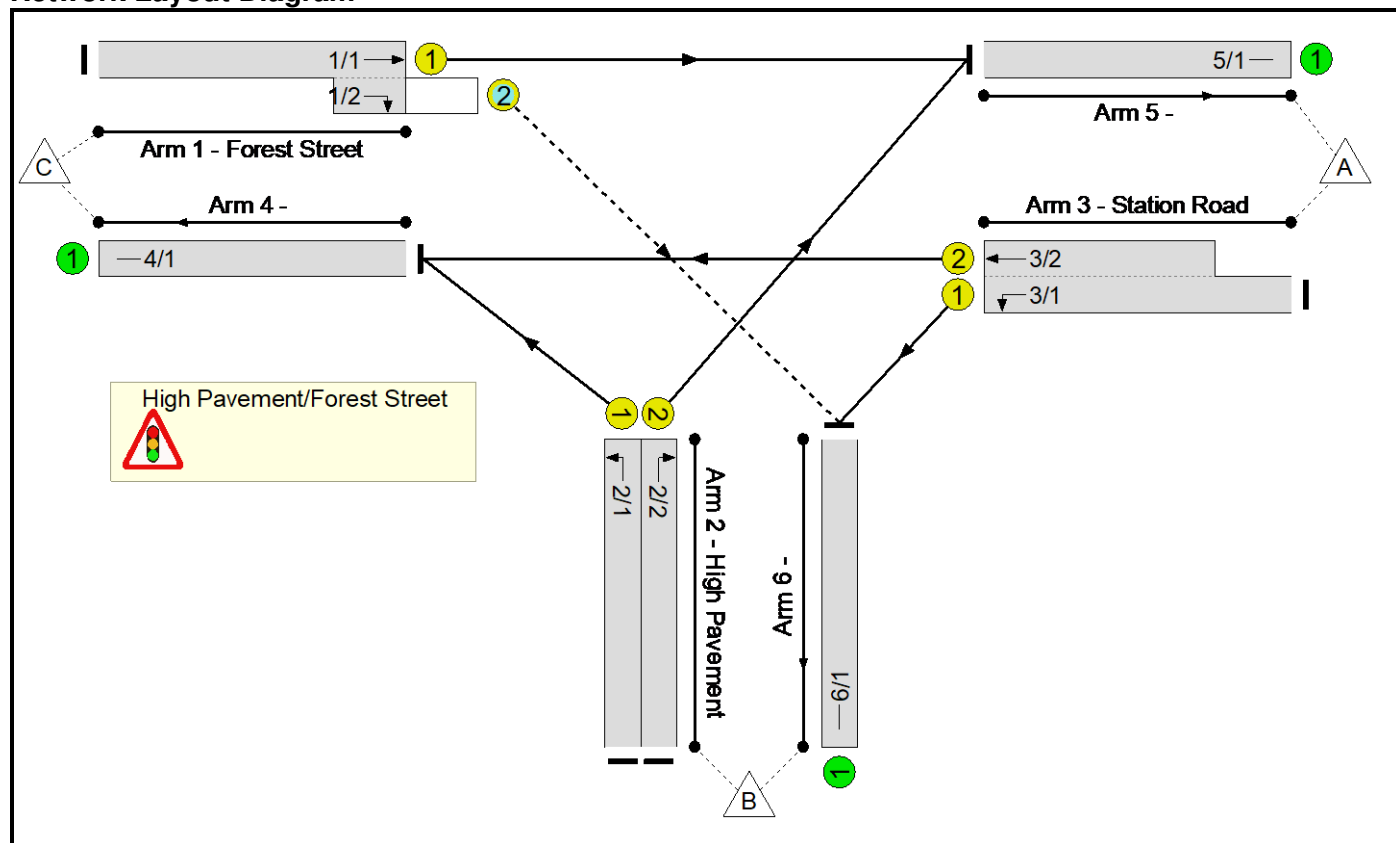 Network Layout Diagram
1/1
1
5/1
1
1/2
2
Arm 5 -
Arm 1 - Forest Street
C
A
Arm 4 -
Arm 3 - Station Road
1
4/1
2
3/2
1
3/1
High Pavement/Forest Street
1
2
2/1
2/2
Arm 2 - High Pavement
Arm 6 -
6/1
1
B